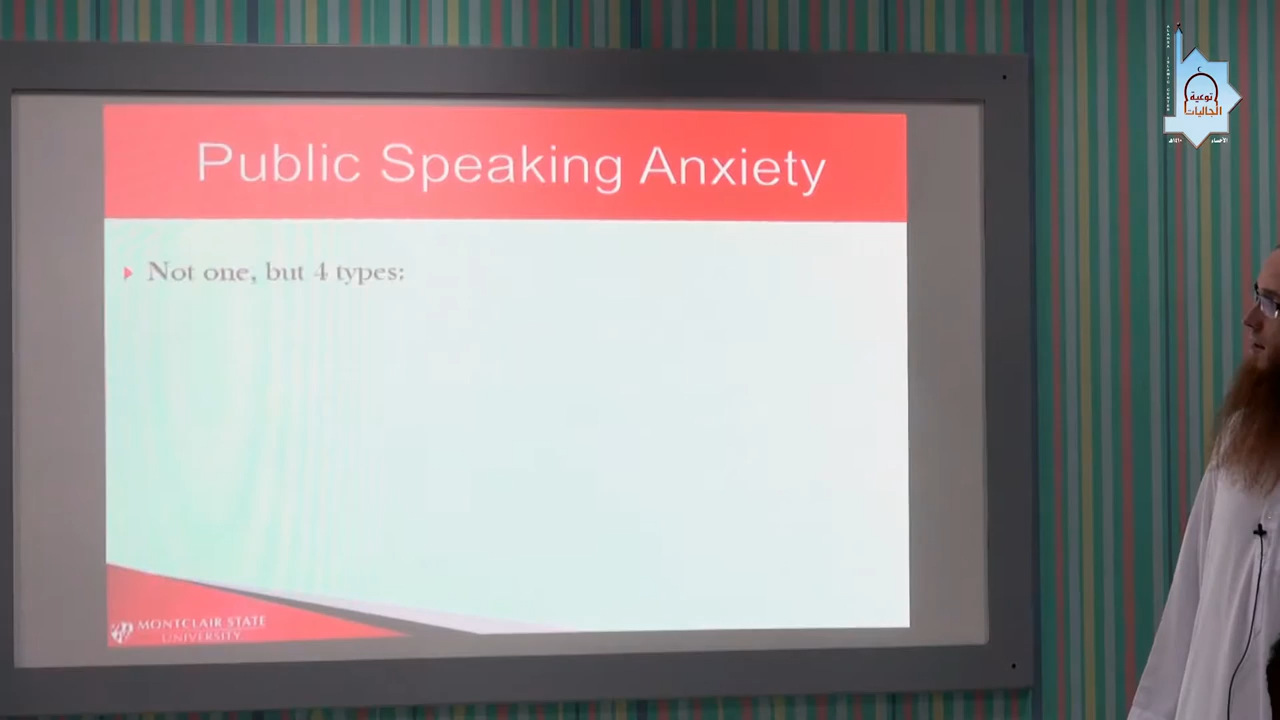 Public Speaking Anxiety
Not one, but 4 types:
MONTCLAIR STATE
UNIVERSITY
توعية
الجاليات